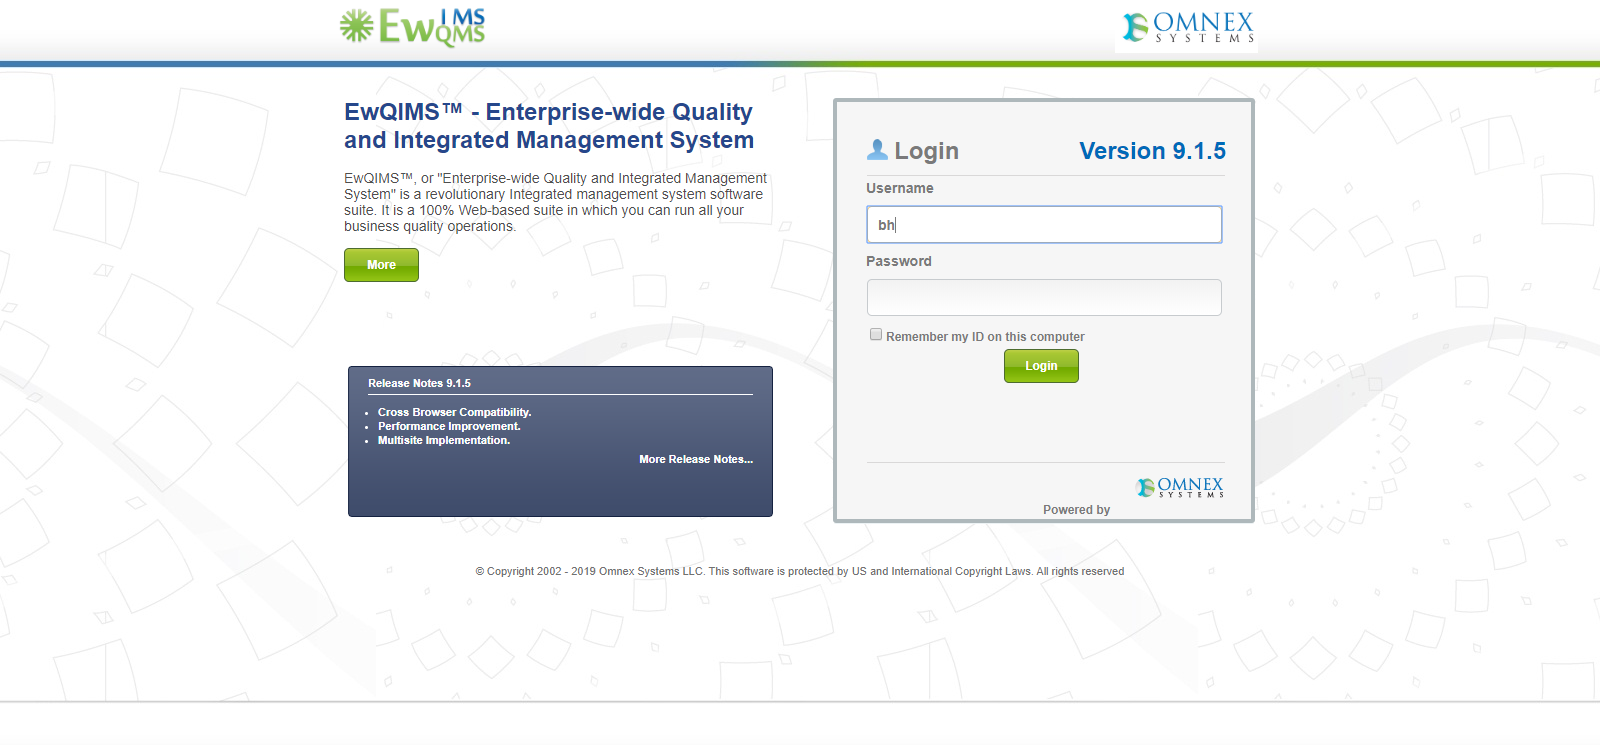 EwIMS
QMS
OMNEX
SYSTEMS
EwQIMS™ - Enterprise-wide Quality
and Integrated Management System
EwQIMS™, or "Enterprise-wide Quality and Integrated Management
System" is a revolutionary Integrated management system software
suite. It is a 100% Web-based suite in which you can run all your
business quality operations.
More
Release Notes 9.1.5
Cross Browser Compatibility.
Performance Improvement.
Multisite Implementation.
More Release Notes...
Login
Version 9.1.5
Username
bh
Password
Remember my ID on this computer
Login
OMNEX
SYSTEMS
Powered by
© Copyright 2002 - 2019 Omnex Systems LLC. This software is protected by US and International Copyright Laws. All rights reserved